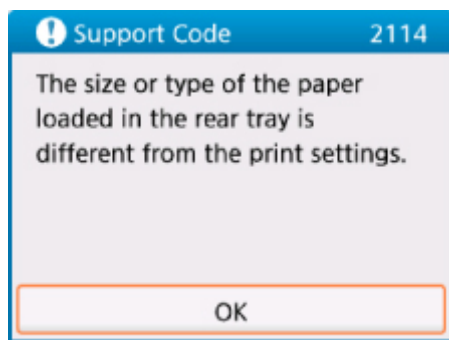 Support Code 2114
The size or type of the paper
loaded in the rear tray is
different from the print settings.
OK